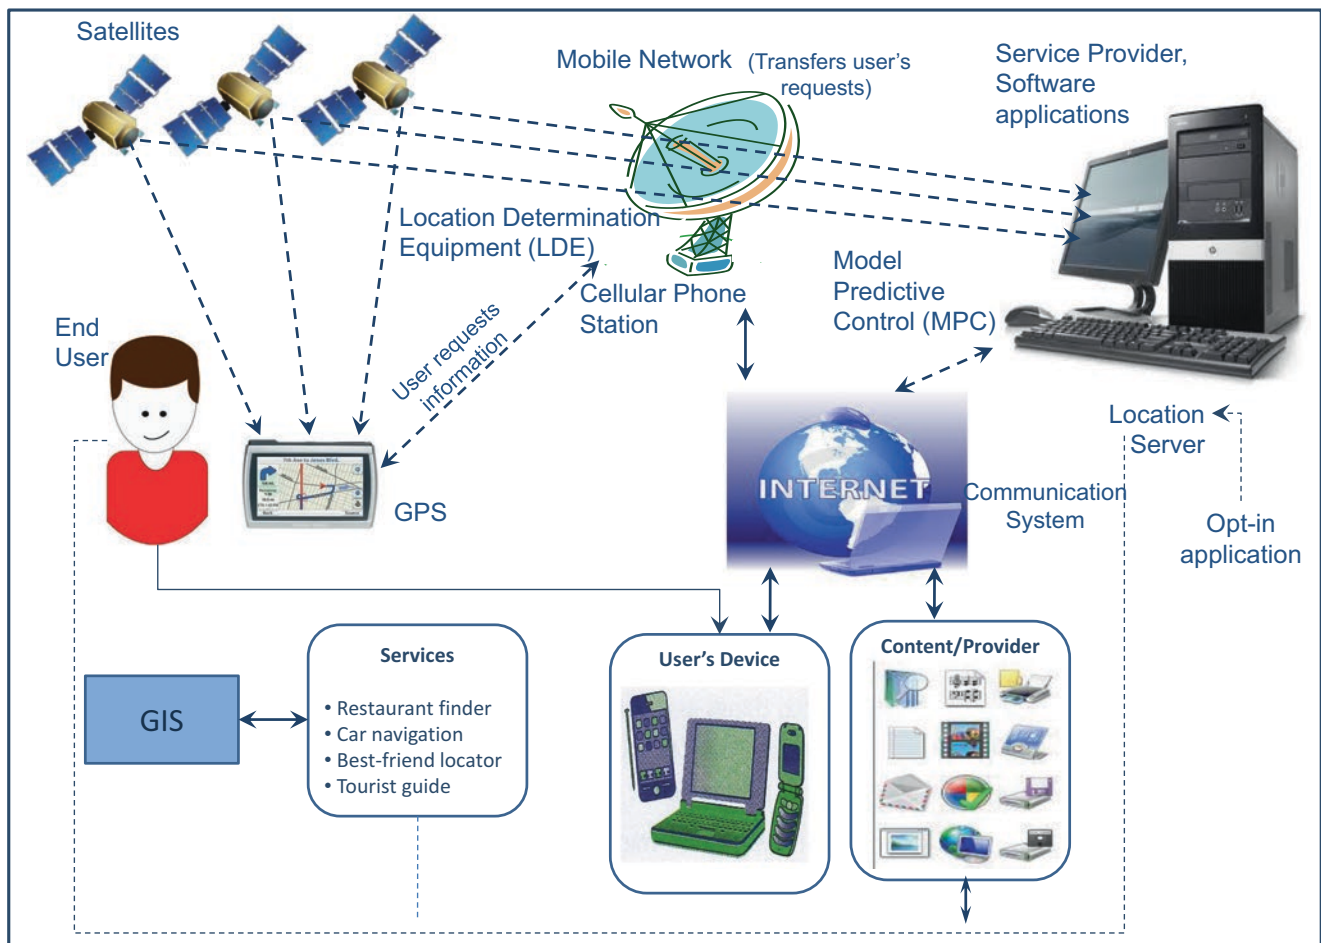 Satellites
Mobile Network (Transfers user's
requests)
Service Provider,
Software
applications
Location Determination
Equipment (LDE)
Cellular Phone
Station
Model
Predictive
Control (MPC)
End
User
User requests
information
GPS
INTERNET
Communication
System
Location
Server
Opt-in
application
Services
• Restaurant finder
• Car navigation
• Best-friend locator
• Tourist guide
GIS
User's Device
Content/Provider